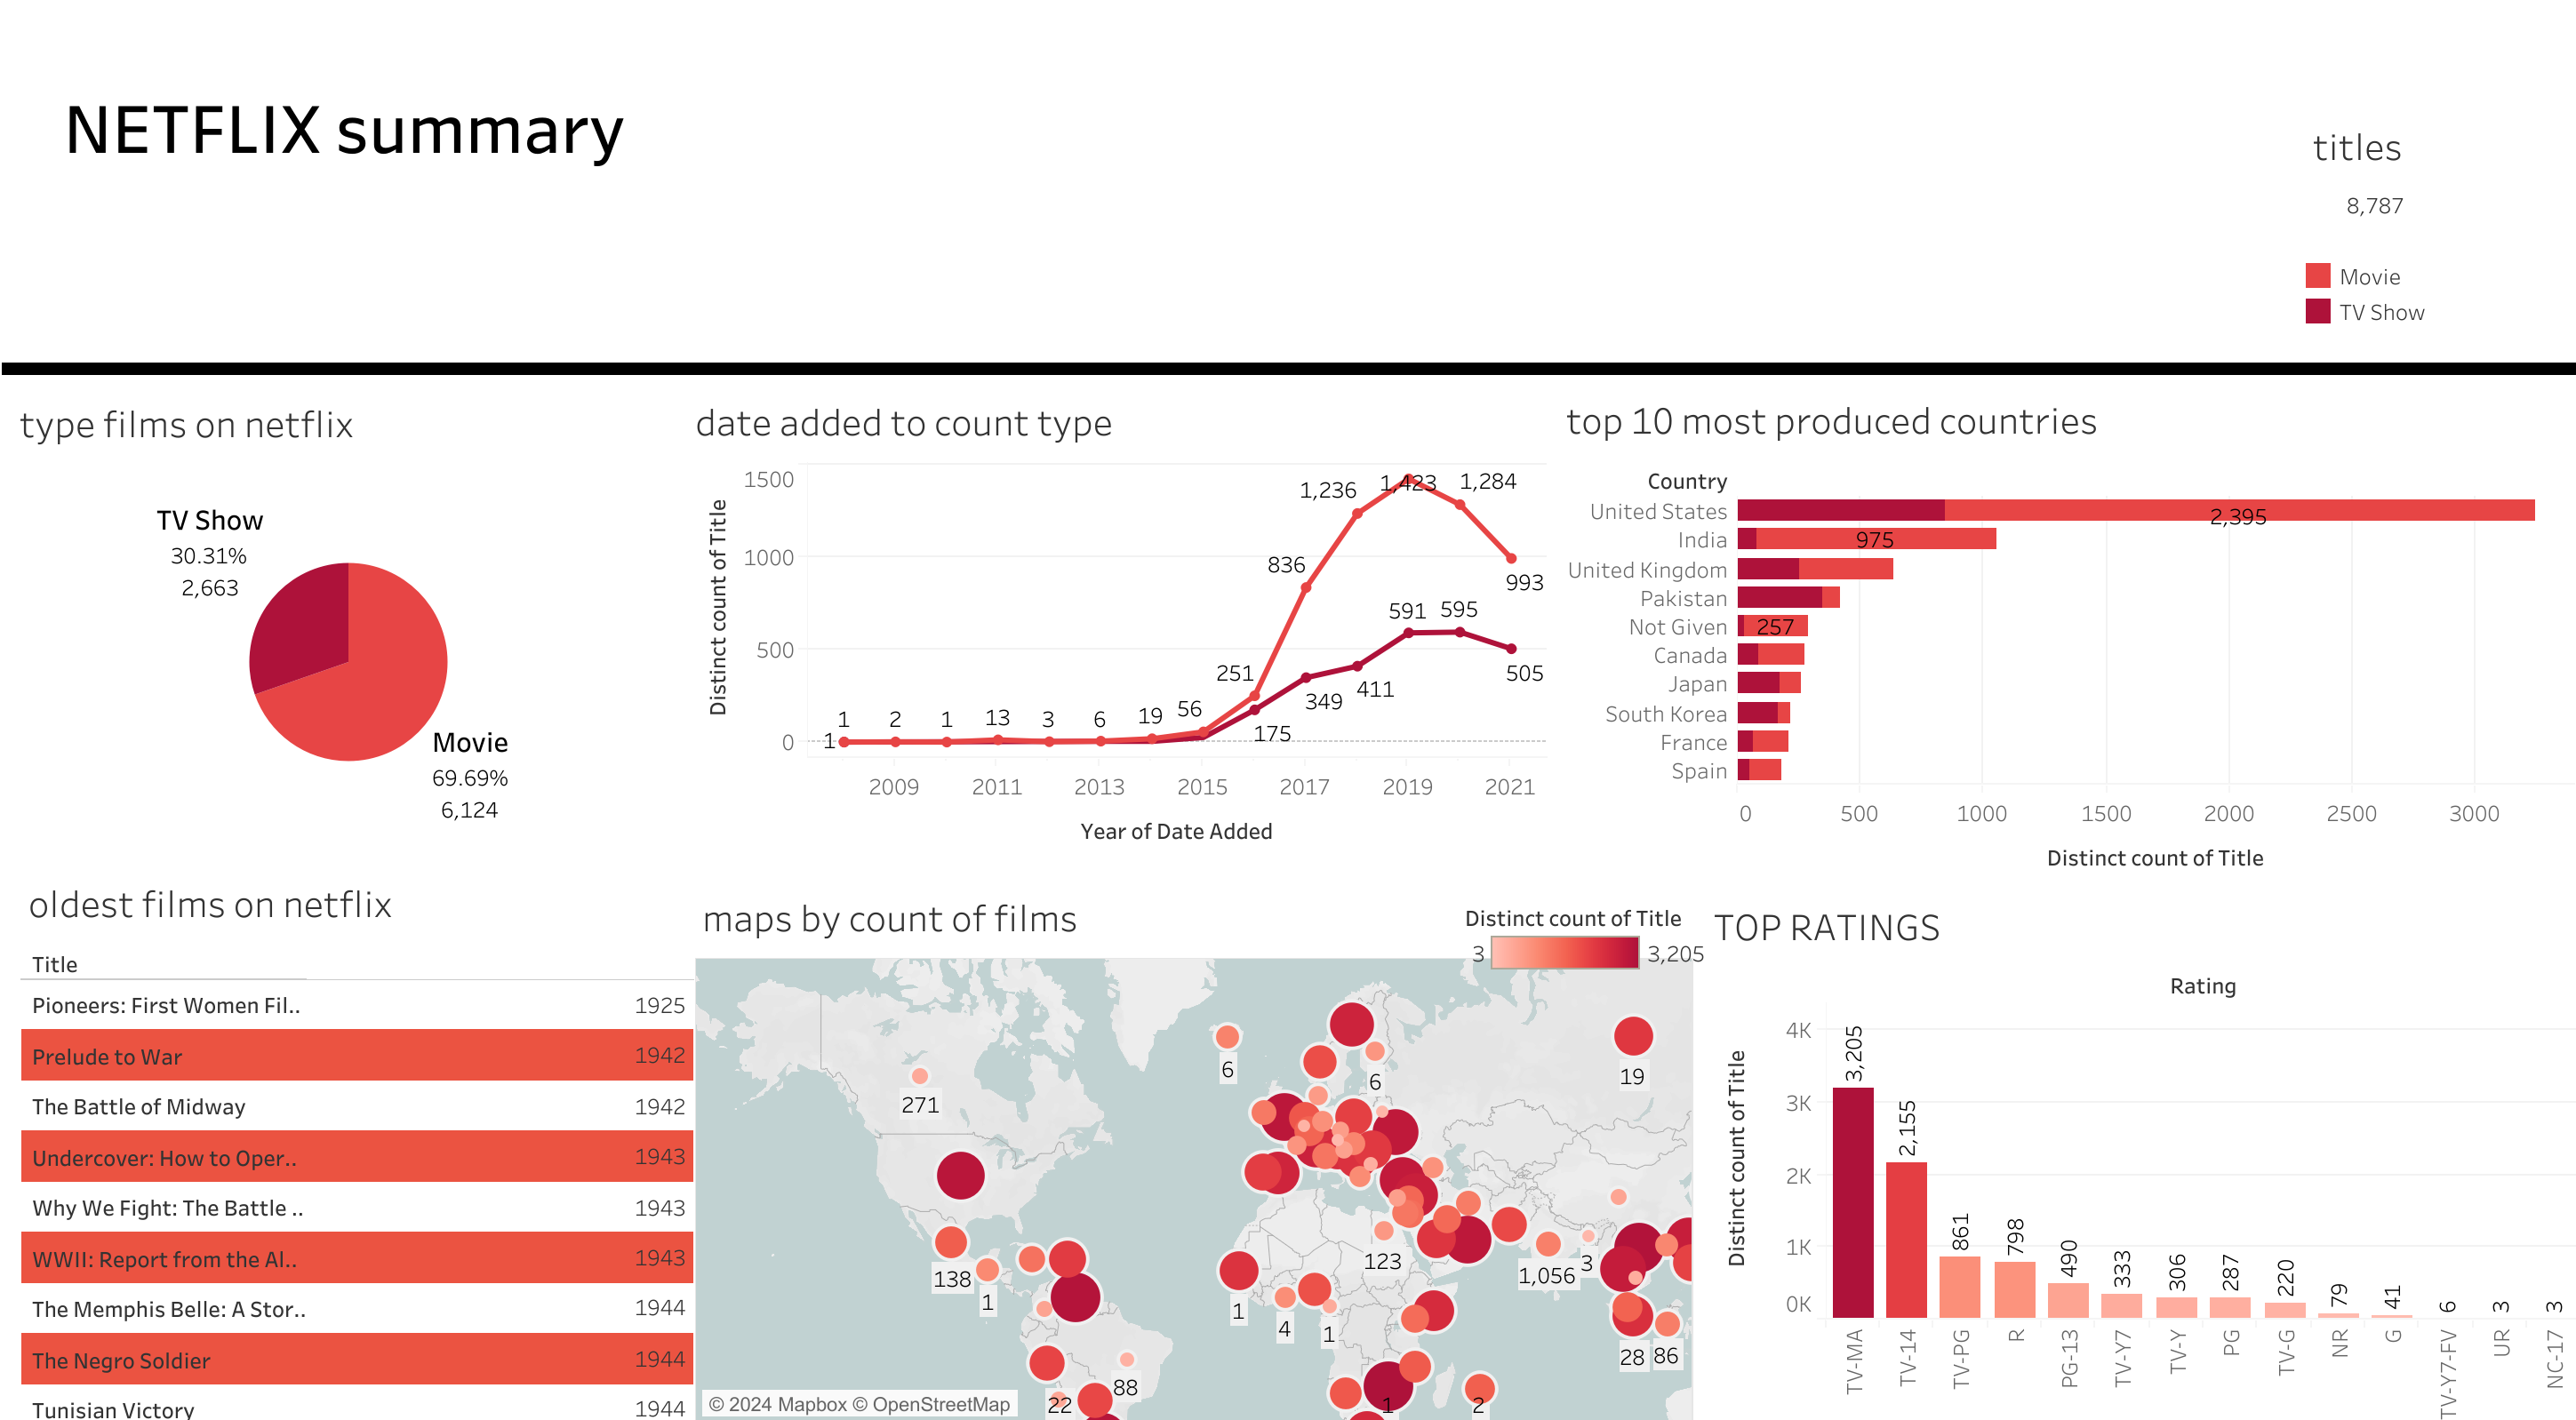 NETFLIX summary
titles
8,787
Movie
TV Show
type films on netflix
TV Show
30.31%
2,663
Movie
69.69%
6,124
date added to count type
Distinct count of Title
1500
1000
500
0
1 2 1 13 3 6 19 56 251 836 1,236 1,423 1,284 993
1 175 349 411 591 595 505
2009 2011 2013 2015 2017 2019 2021
Year of Date Added
top 10 most produced countries
Country
United States 2,395
India 975
United Kingdom
Pakistan
Not Given 257
Canada
Japan
South Korea
France
Spain
0 500 1000 1500 2000 2500 3000
Distinct count of Title
oldest films on netflix
Title
Pioneers: First Women Fil.. 1925
Prelude to War 1942
The Battle of Midway 1942
Undercover: How to Oper.. 1943
Why We Fight: The Battle .. 1943
WWII: Report from the Al.. 1943
The Memphis Belle: A Stor.. 1944
The Negro Soldier 1944
Tunisian Victory 1944
maps by count of films
Distinct count of Title
3 3,205
6
6
19
271
123
1,056
3
138
1
1
4
1
28 86
88
22
1
2
© 2024 Mapbox © OpenStreetMap
TOP RATINGS
Rating
Distinct count of Title
4K
3K
2K
1K
0K
3,205 2,155 861 798 490 333 306 287 220 79 41 6 3 3
TV-MA TV-14 TV-PG R PG-13 TV-Y7 TV-Y PG TV-G NR G TV-Y7-FV UR NC-17